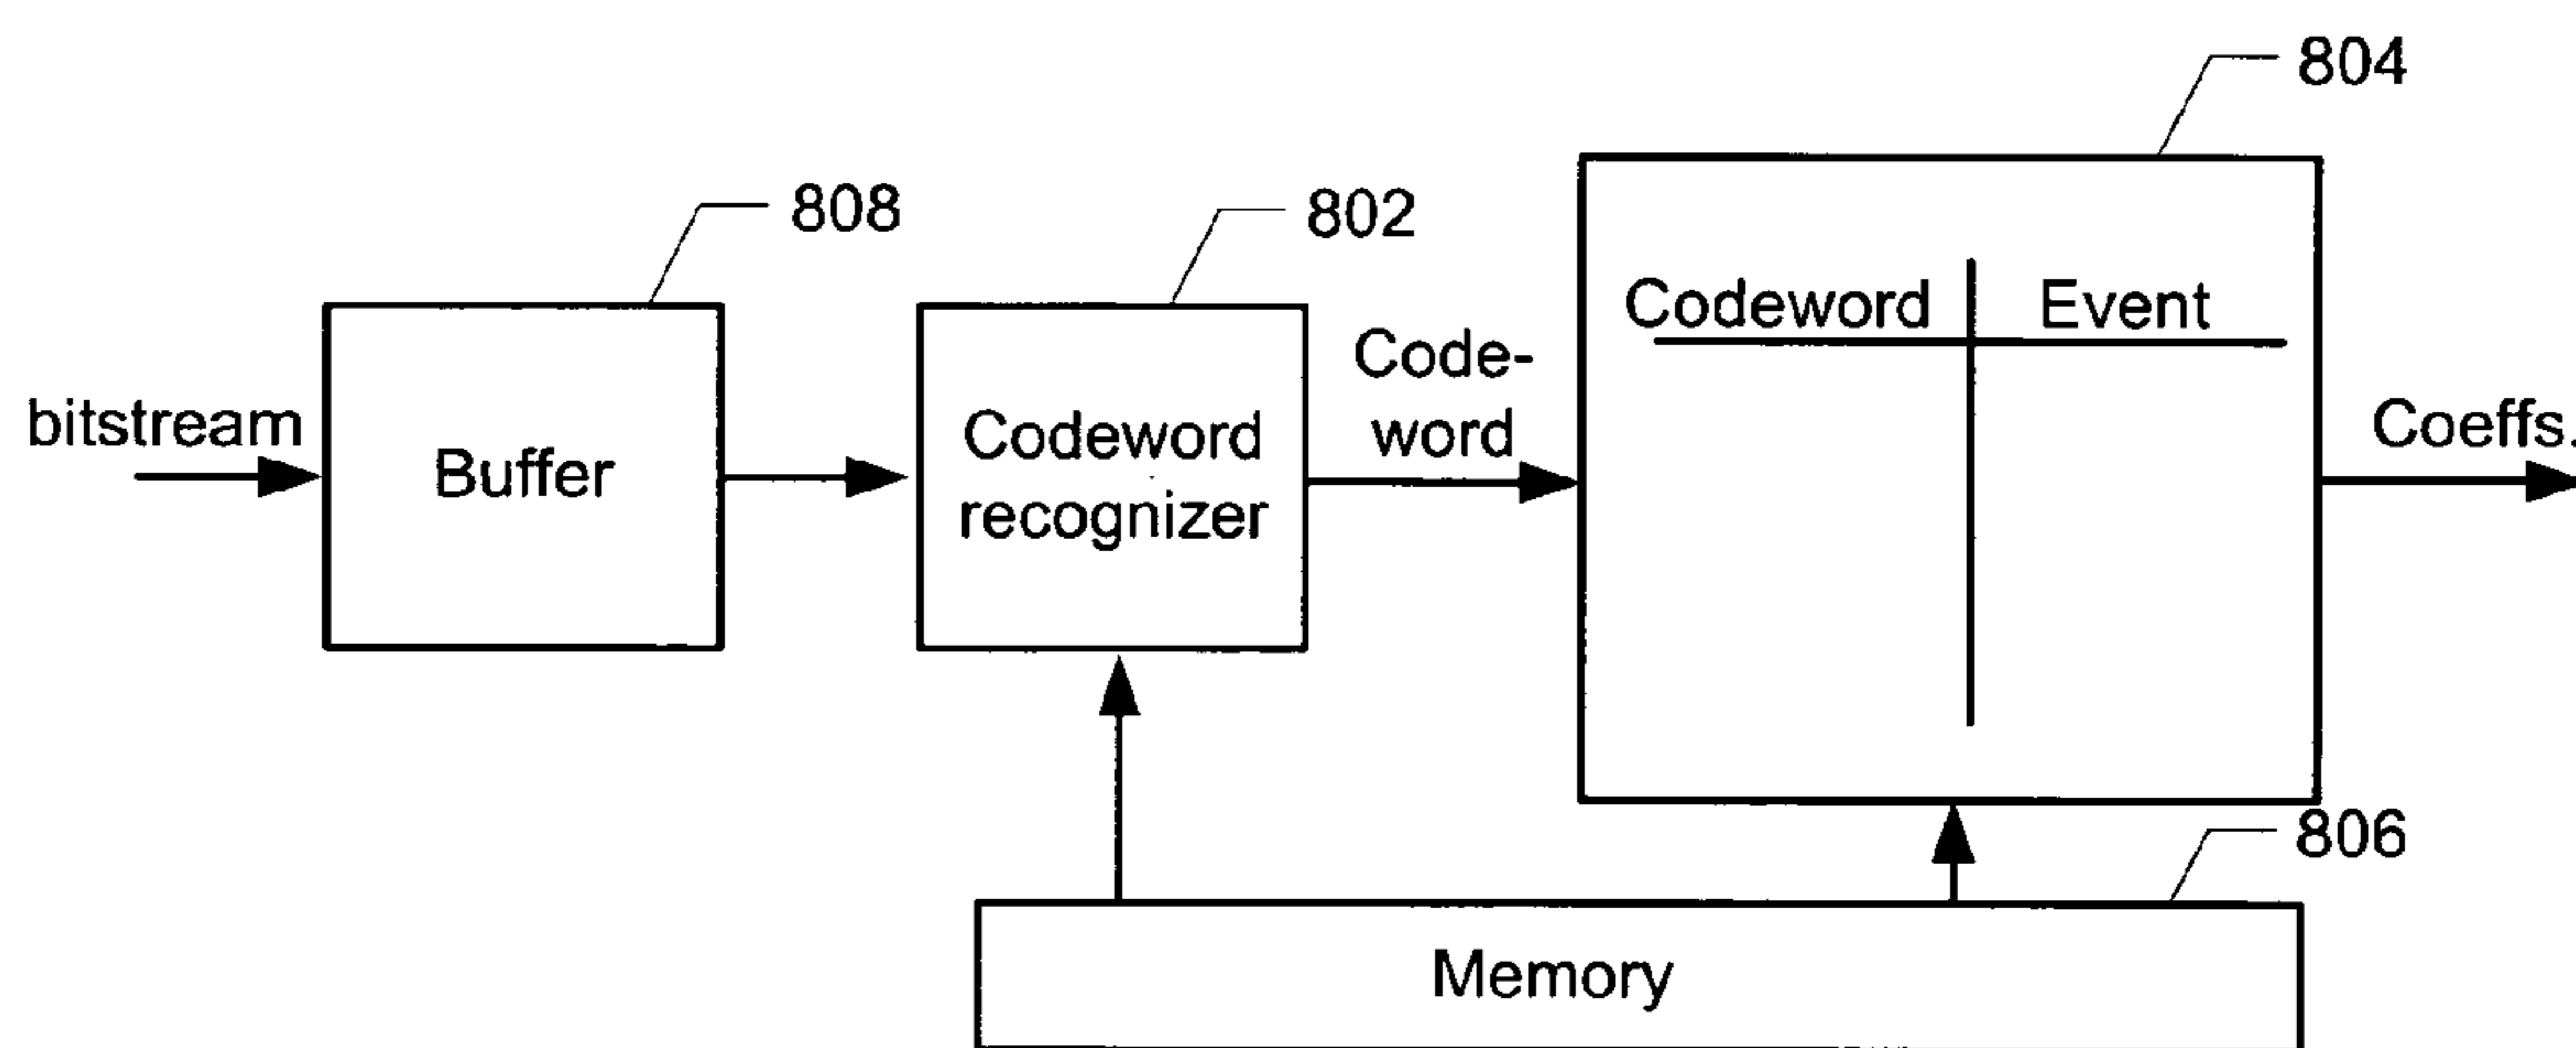 804
808
802
Codeword
Event
Code-
word
bitstream
Buffer
Codeword
recognizer
Coeffs.
806
Memory